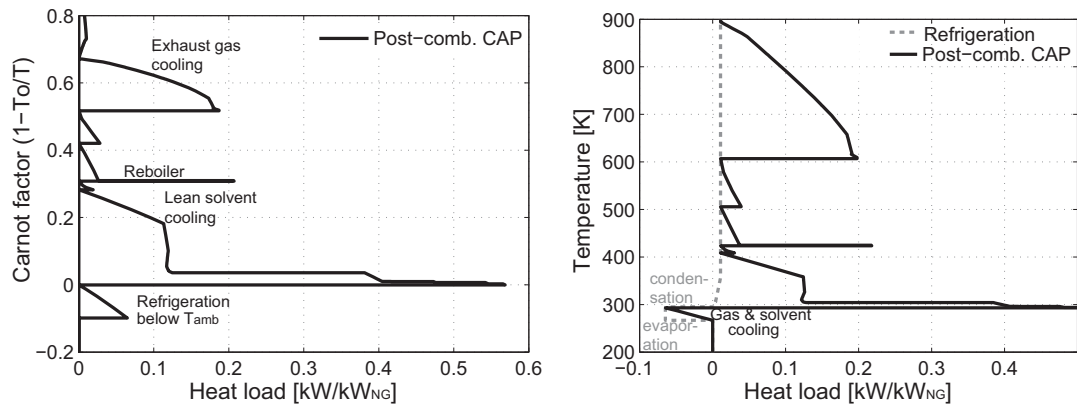 0.8
0.6
0.4
0.2
0
−0.2
Carnot factor (1−To/T)
Post−comb. CAP
Exhaust gas
cooling
Reboiler
Lean solvent
cooling
Refrigeration
below Tamb
0 0.1 0.2 0.3 0.4 0.5 0.6
Heat load [kW/kWNG]
900
800
700
600
500
400
300
200
Temperature [K]
Refrigeration
Post−comb. CAP
conden-
sation
evapor-
ation
Gas & solvent
cooling
−0.1 0 0.1 0.2 0.3 0.4
Heat load [kW/kWNG]